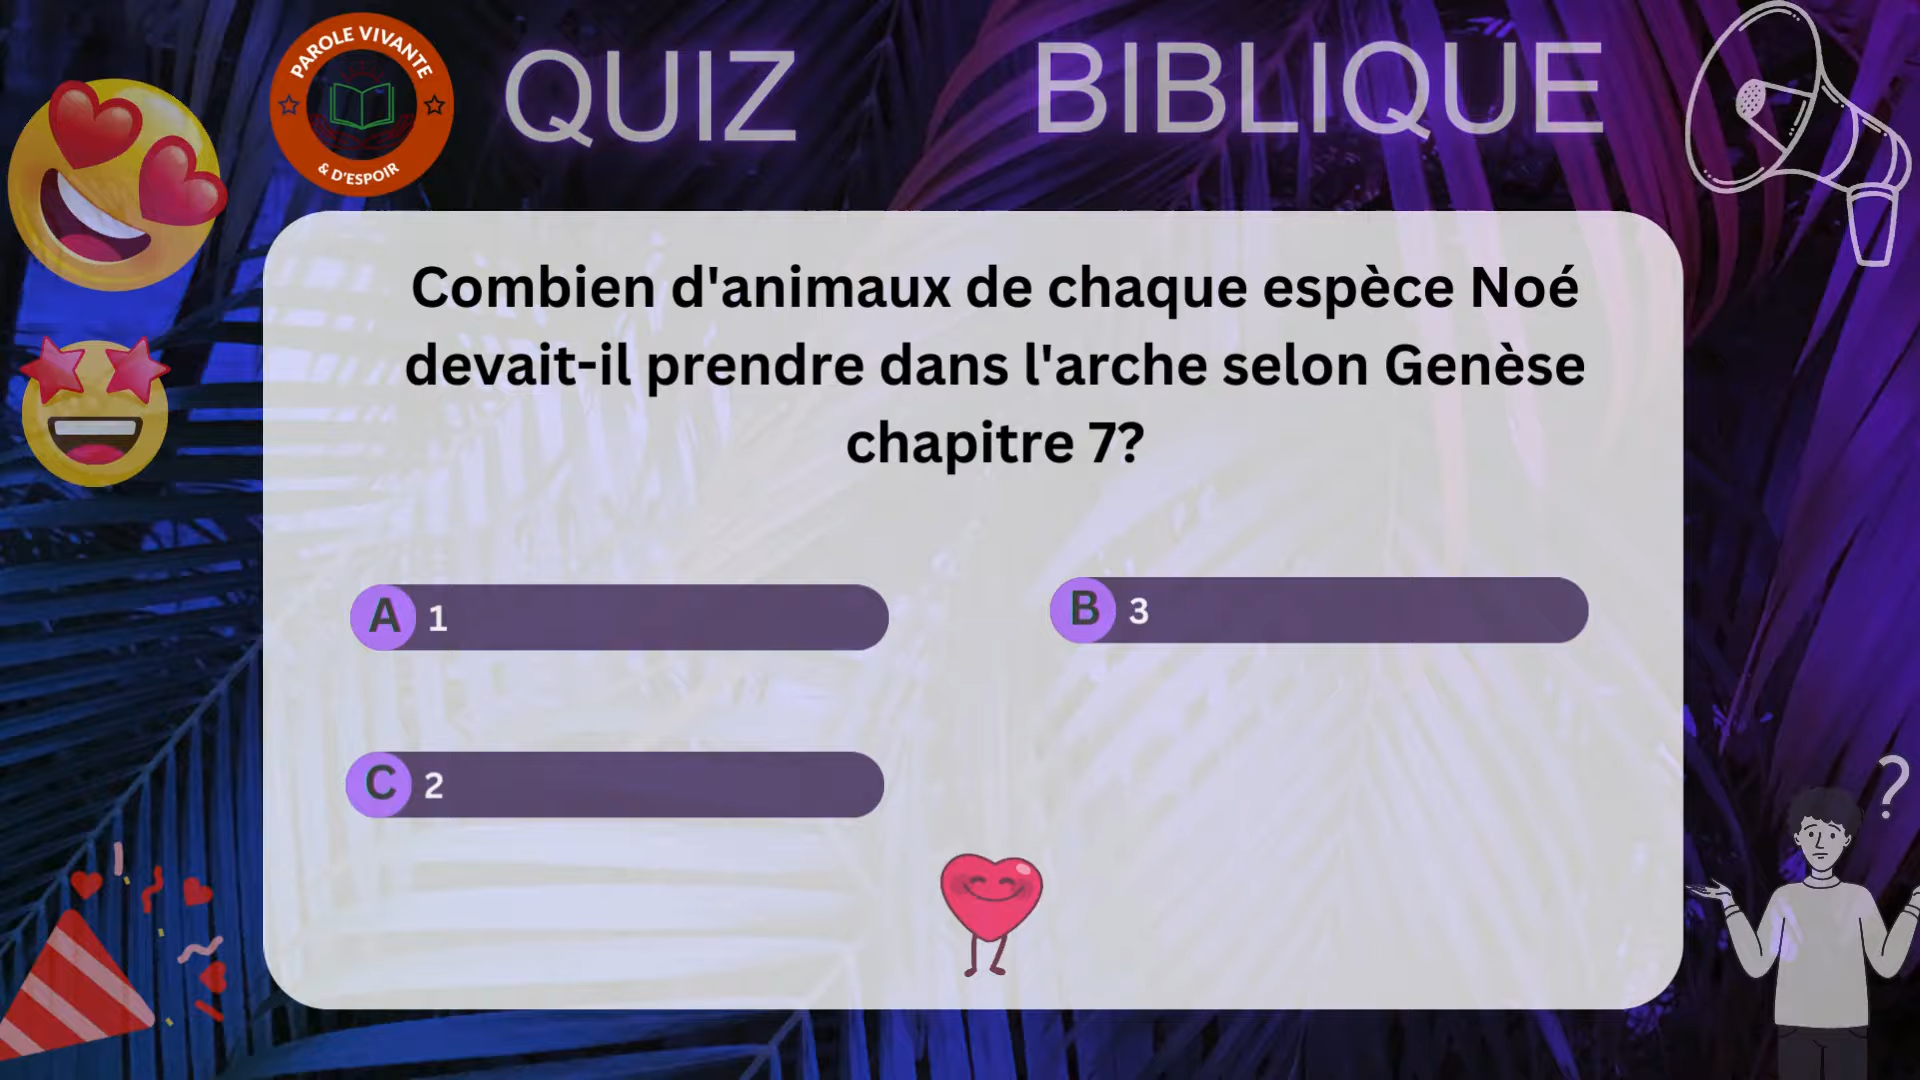 PAROLE VIVANTE
& D'ESPOIR
QUIZ BIBLIQUE
Combien d'animaux de chaque espèce Noé
devait-il prendre dans l'arche selon Genèse
chapitre 7?
A 1
B 3
C 2
?